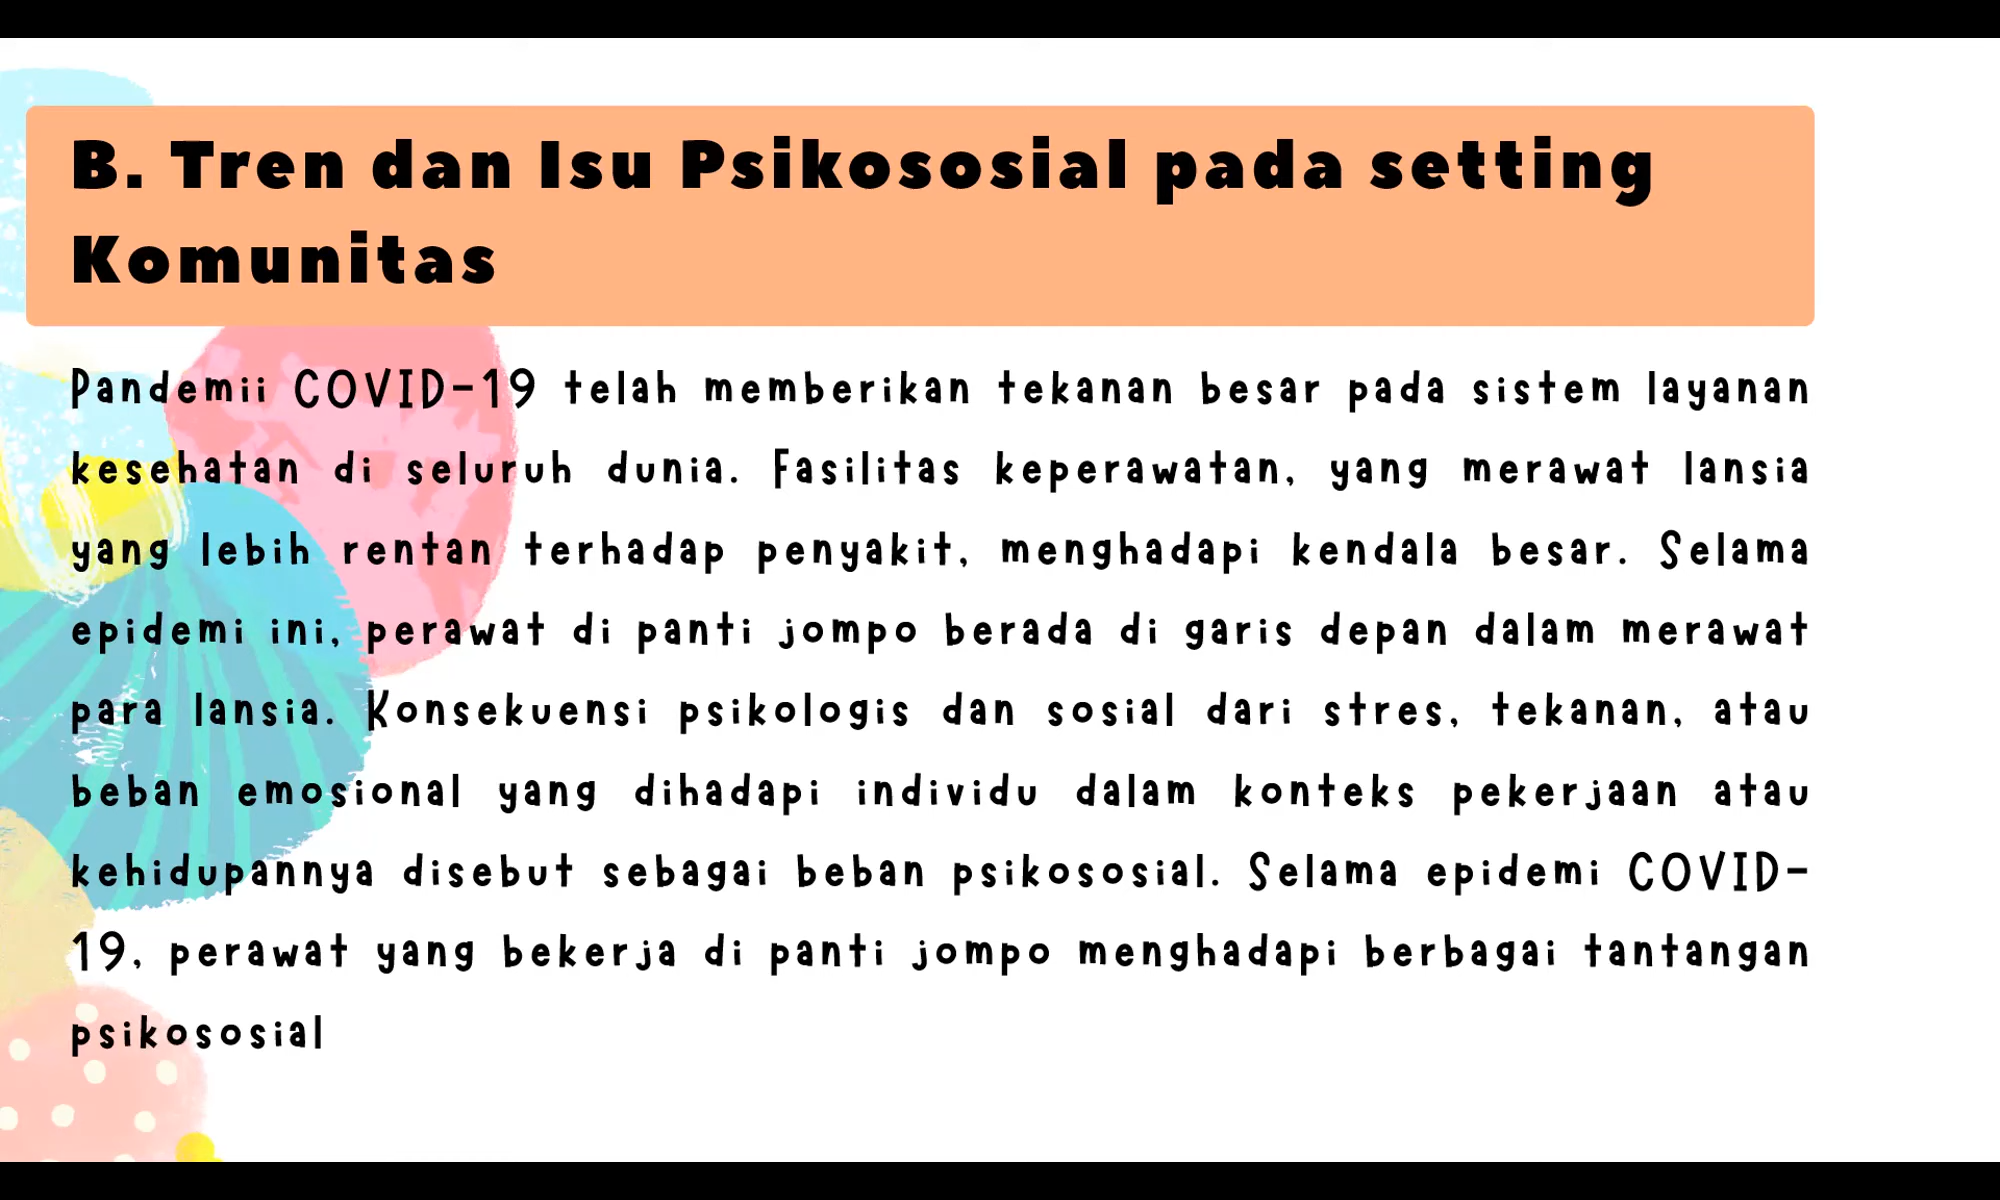 B. Tren dan Isu Psikososial pada setting
Komunitas
Pandemii COVID-19 telah memberikan tekanan besar pada sistem layanan
kesehatan di seluruh dunia. Fasilitas keperawatan, yang merawat lansia
yang lebih rentan terhadap penyakit, menghadapi kendala besar. Selama
epidemi ini, perawat di panti jompo berada di garis depan dalam merawat
para lansia. Konsekuensi psikologis dan sosial dari stres, tekanan, atau
beban emosional yang dihadapi individu dalam konteks pekerjaan atau
kehidupannya disebut sebagai beban psikososial. Selama epidemi COVID-
19, perawat yang bekerja di panti jompo menghadapi berbagai tantangan
psikososial